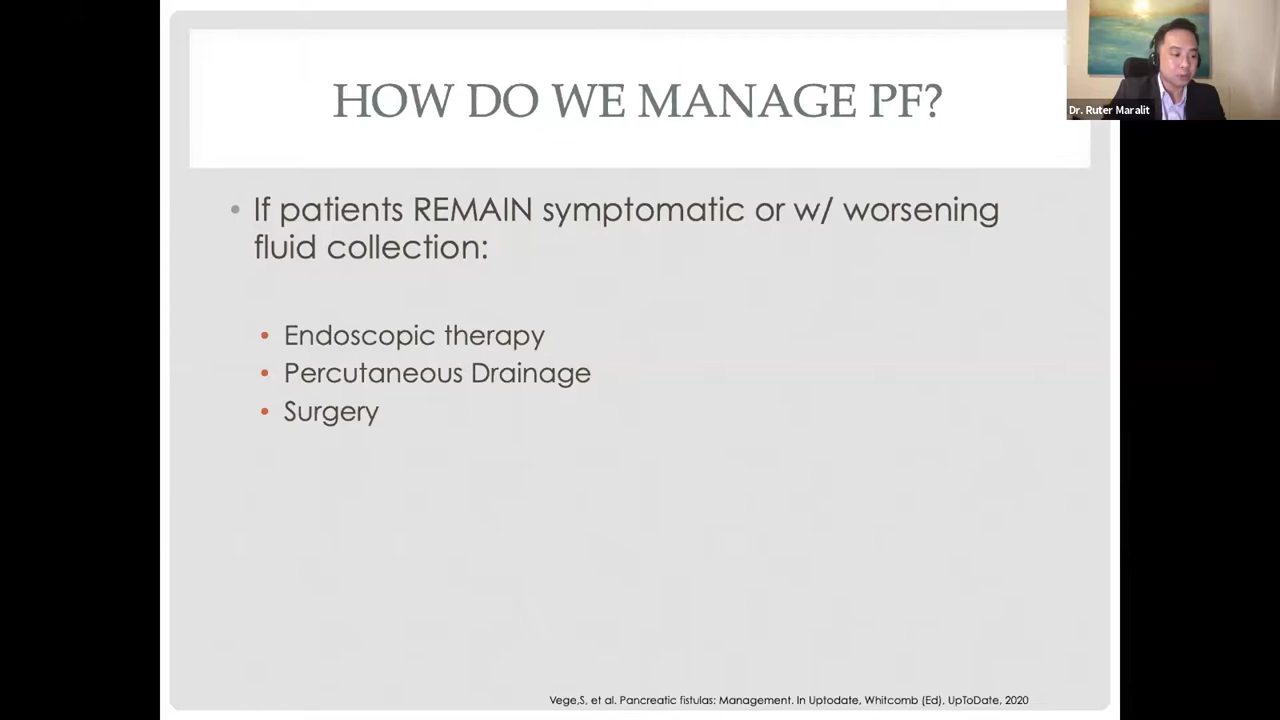 HOW DO WE MANAGE PF?
Dr. Ruter Maralit
• If patients REMAIN symptomatic or w/ worsening
fluid collection:
• Endoscopic therapy
• Percutaneous Drainage
• Surgery
Vege,S, et al. Pancreatic fistulas: Management. In Uptodate, Whitcomb (Ed), UpToDate, 2020